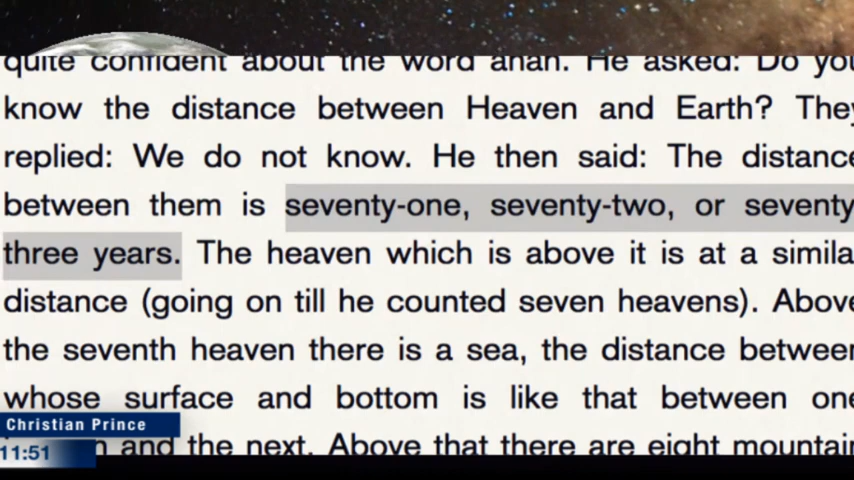 quite confident about the word anan. He asked: Do you
know the distance between Heaven and Earth? They
replied: We do not know. He then said: The distance
between them is seventy-one, seventy-two, or seventy
three years. The heaven which is above it is at a simila
distance (going on till he counted seven heavens). Above
the seventh heaven there is a sea, the distance between
whose surface and bottom is like that between one
and the next. Above that there are eight mountain
Christian Prince
11:51